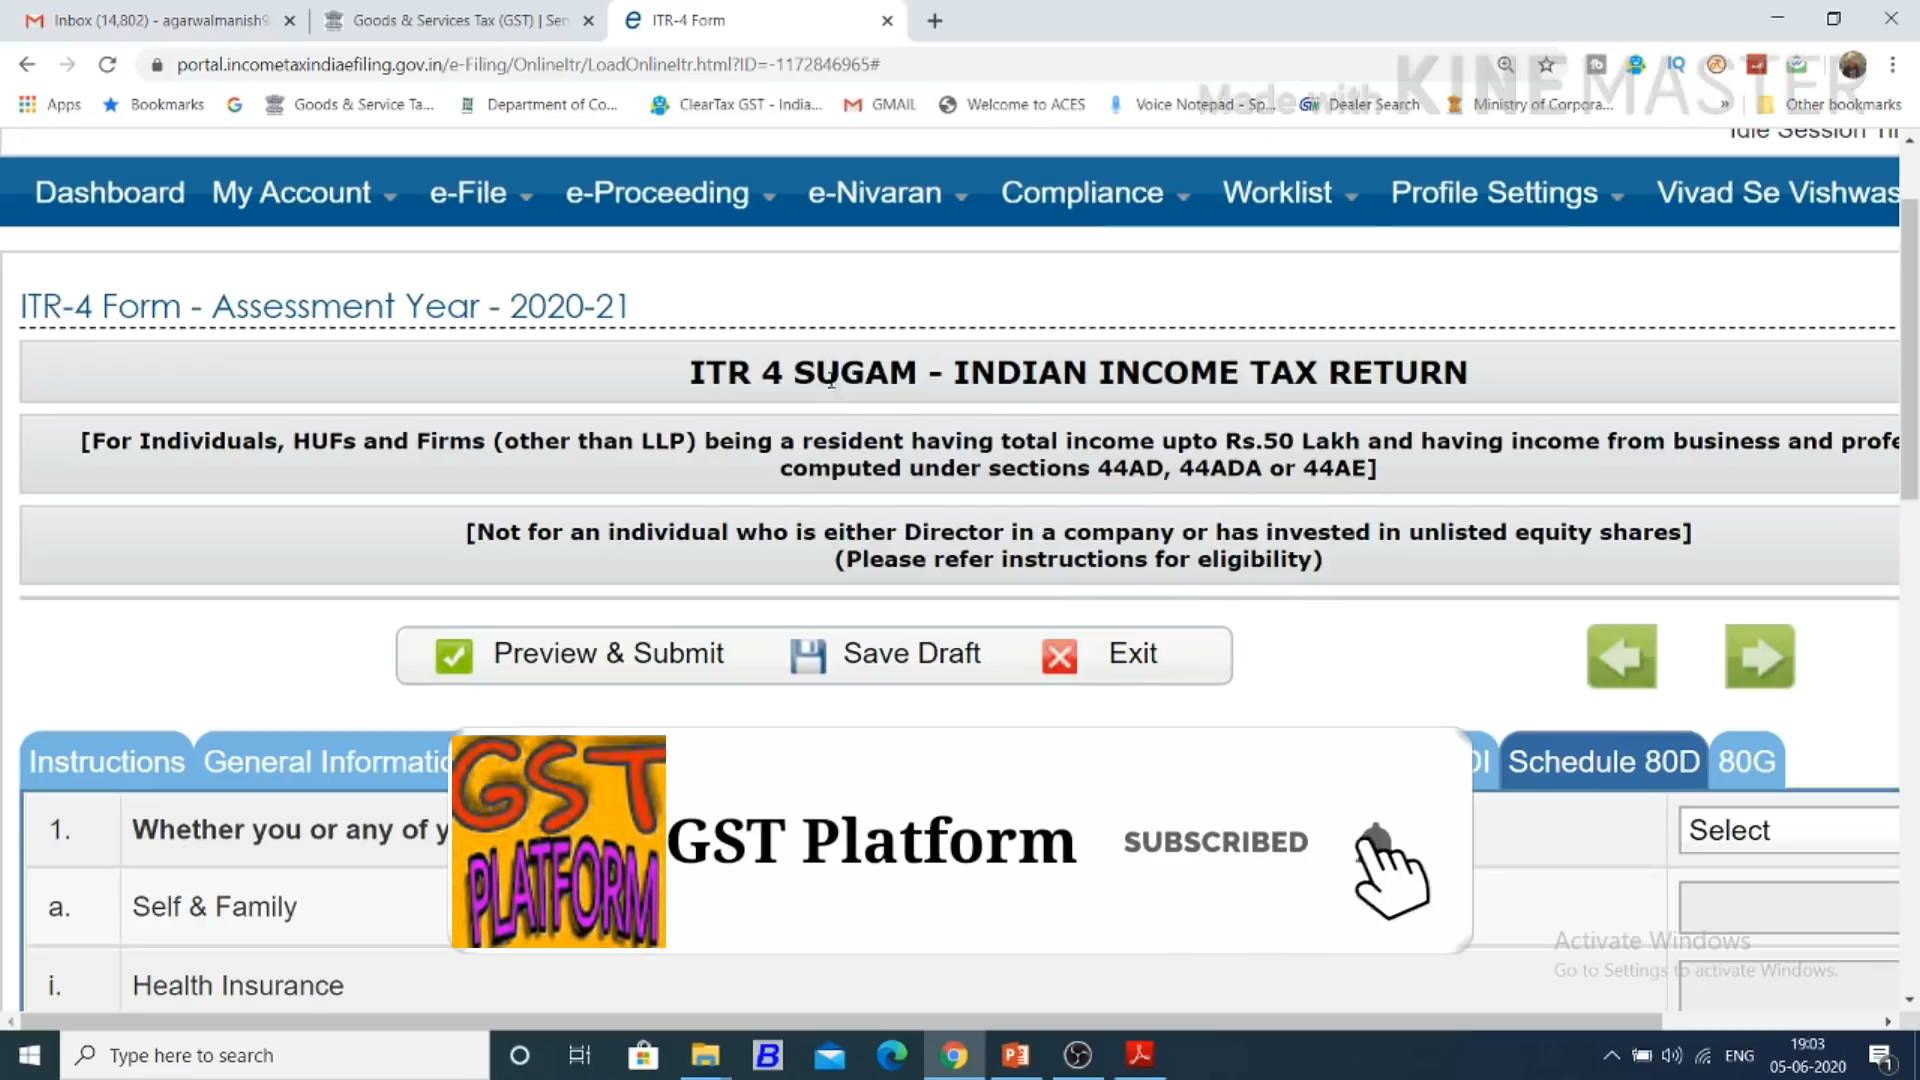 Inbox (14,802) - agarwalmanish9
Goods & Services Tax (GST) | Ser
ITR-4 Form
portal.incometaxindiaefiling.gov.in/e-Filing/OnlineItr/LoadOnlineItr.html?ID=-1172846965#
Made with KINEMASTER
Apps
Bookmarks
Goods & Service Ta...
Department of Co...
ClearTax GST - India...
GMAIL
Welcome to ACES
Voice Notepad - Sp...
Dealer Search
Ministry of Corpora...
Other bookmarks
Idle Session Ti
Dashboard My Account e-File e-Proceeding e-Nivaran Compliance Worklist Profile Settings Vivad Se Vishwas
ITR-4 Form - Assessment Year - 2020-21
ITR 4 SUGAM - INDIAN INCOME TAX RETURN
[For Individuals, HUFs and Firms (other than LLP) being a resident having total income upto Rs.50 Lakh and having income from business and profe
computed under sections 44AD, 44ADA or 44AE]
[Not for an individual who is either Director in a company or has invested in unlisted equity shares]
(Please refer instructions for eligibility)
Preview & Submit Save Draft Exit
Instructions General Informatic DI Schedule 80D 80G
1. Whether you or any of y Select
GST PLATFORM
GST Platform SUBSCRIBED
a. Self & Family
i. Health Insurance
Activate Windows
Go to Settings to activate Windows.
Type here to search
ENG
19:03
05-06-2020
1